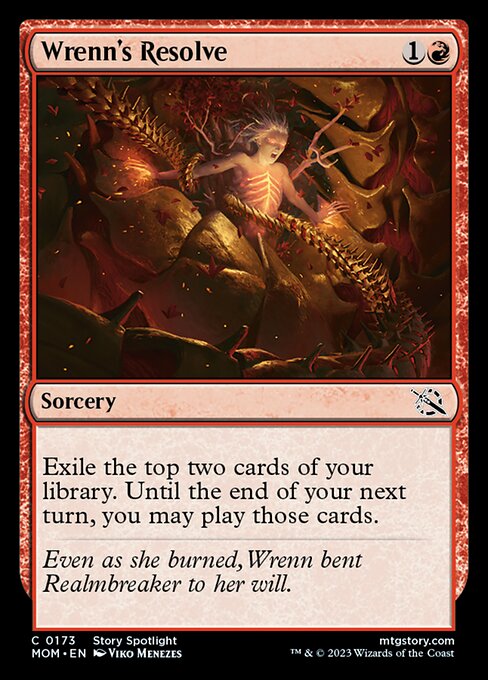 Wrenn's Resolve 1
Sorcery
Exile the top two cards of your
library. Until the end of your next
turn, you may play those cards.
Even as she burned, Wrenn bent
Realmbreaker to her will.
C 0173 Story Spotlight mtgstory.com
MOM • EN Viko Menezes ™ & © 2023 Wizards of the Coast